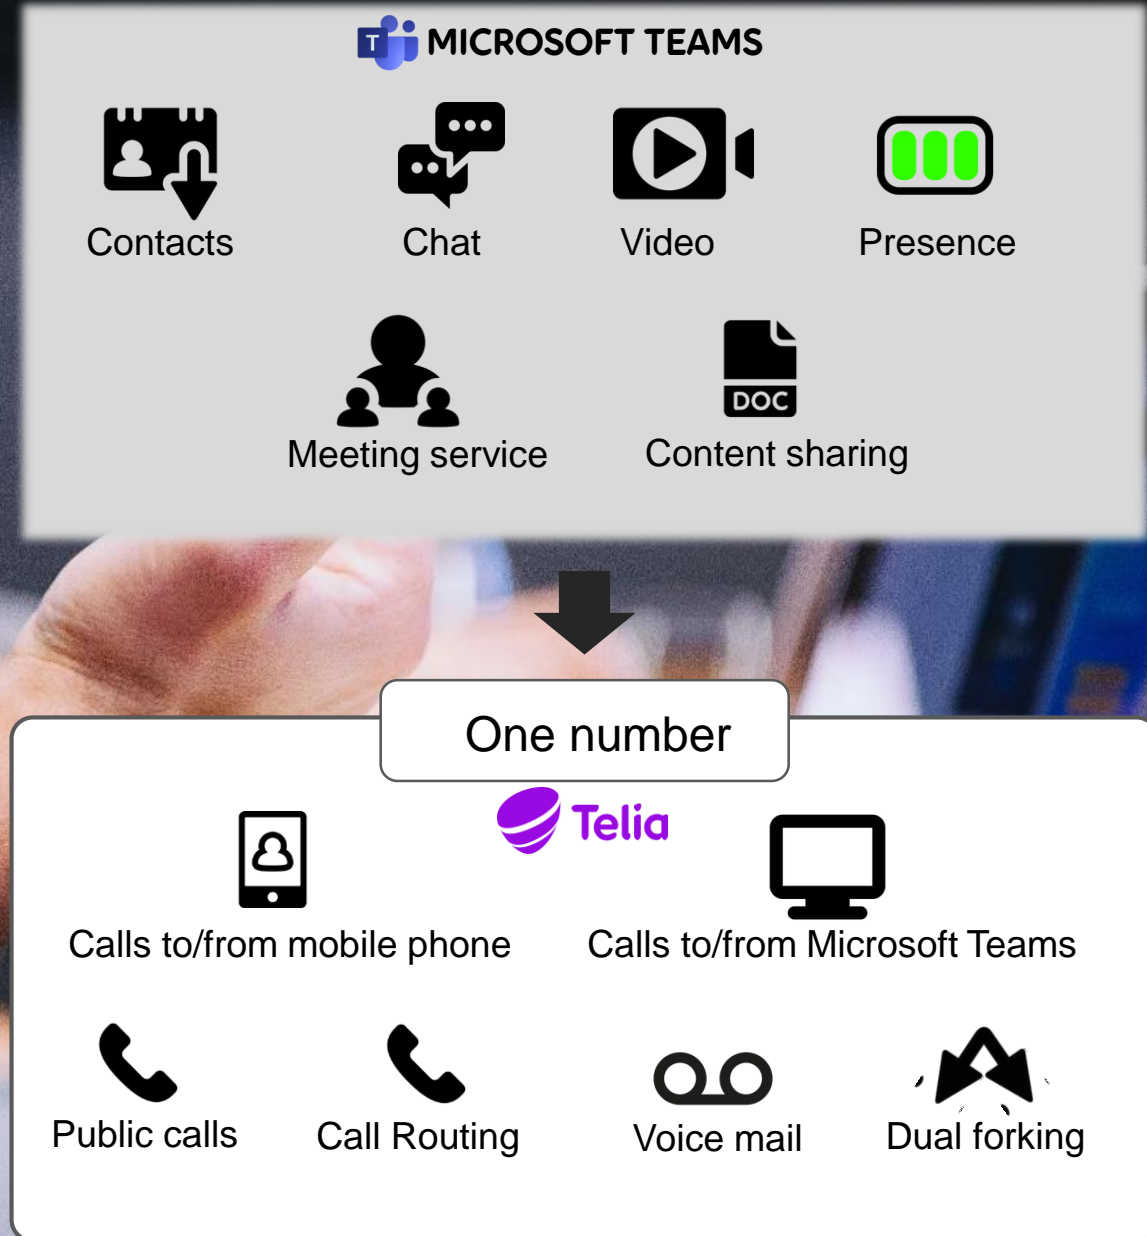 T
MICROSOFT TEAMS
Contacts
Chat
Video
Presence
DOC
Meeting service
Content sharing
One number
Telia
Calls to/from mobile phone
Calls to/from Microsoft Teams
Public calls
Call Routing
Voice mail
Dual forking